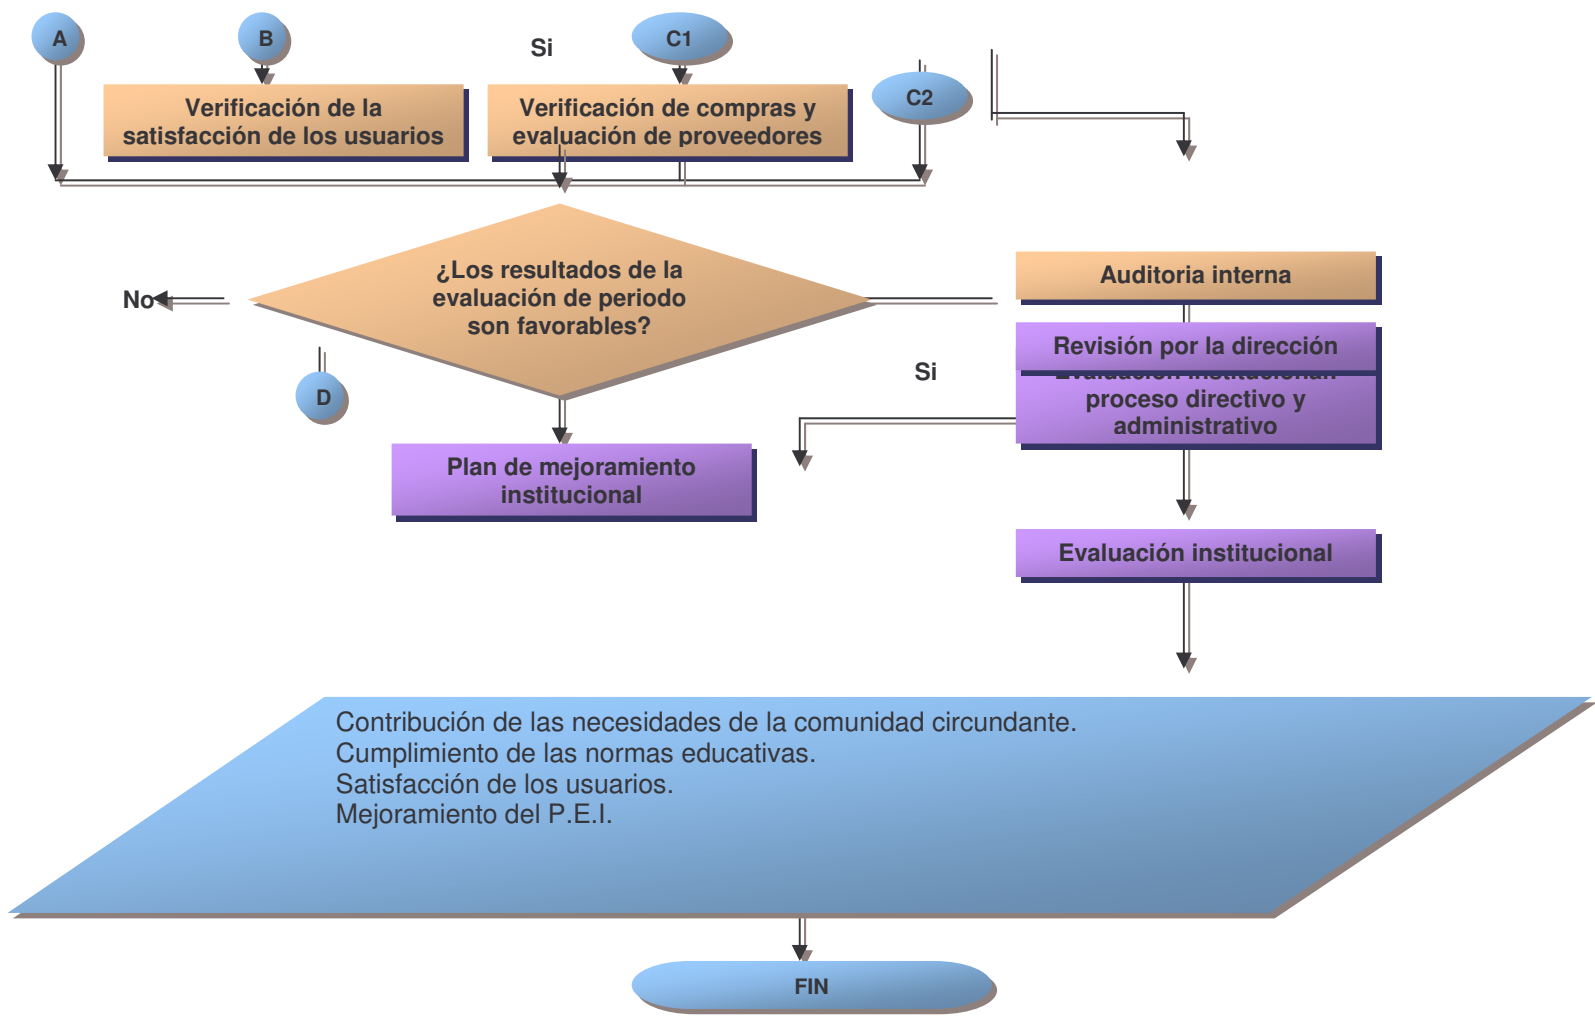 A
B
Si
C1
C2
Verificación de la
satisfacción de los usuarios
Verificación de compras y
evaluación de proveedores
¿Los resultados de la
evaluación de periodo
son favorables?
No
Auditoria interna
Revisión por la dirección
Evaluación institucional:
proceso directivo y
administrativo
Si
D
Plan de mejoramiento
institucional
Evaluación institucional
Contribución de las necesidades de la comunidad circundante.
Cumplimiento de las normas educativas.
Satisfacción de los usuarios.
Mejoramiento del P.E.I.
FIN